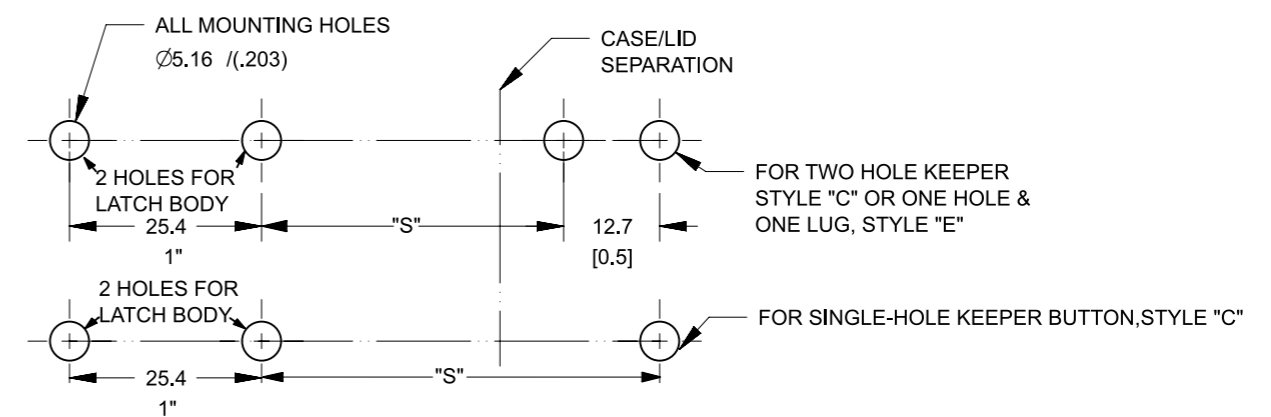 ALL MOUNTING HOLES
Ø5.16 /(.203)
CASE/LID
SEPARATION
2 HOLES FOR
LATCH BODY
FOR TWO HOLE KEEPER
STYLE "C" OR ONE HOLE &
ONE LUG, STYLE "E"
25.4
1"
"S"
12.7
[0.5]
2 HOLES FOR
LATCH BODY
FOR SINGLE-HOLE KEEPER BUTTON,STYLE "C"
25.4
1"
"S"